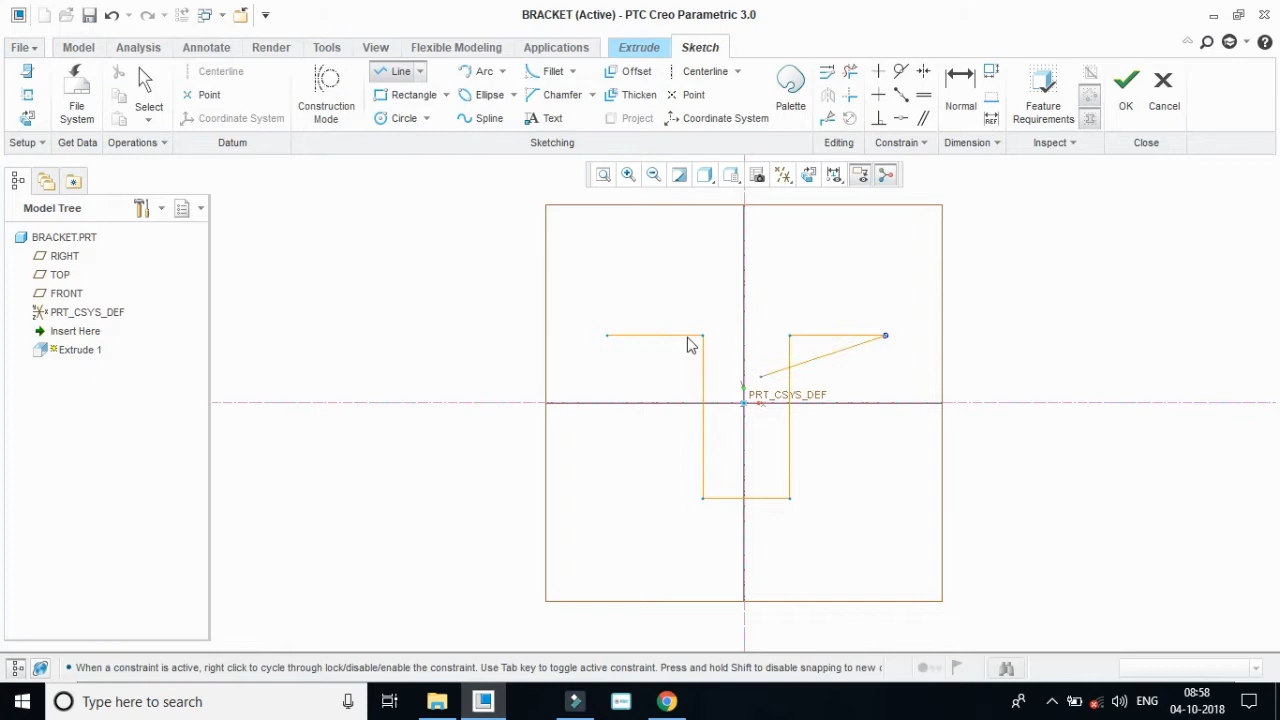 BRACKET (Active) - PTC Creo Parametric 3.0
File Model Analysis Annotate Render Tools View Flexible Modeling Applications Extrude Sketch
Line Arc Fillet Offset Centerline
Centerline
Rectangle Ellipse Chamfer Thicken Point
Point
Circle Spline Text Project Coordinate System
Coordinate System
File System
Select
Construction Mode
Palette
Normal
Feature Requirements
OK
Cancel
Setup Get Data Operations Datum Sketching Editing Constrain Dimension Inspect Close
Model Tree
BRACKET.PRT
RIGHT
TOP
FRONT
PRT_CSYS_DEF
Insert Here
Extrude 1
Y
PRT_CSYS_DEF
X
When a constraint is active, right click to cycle through lock/disable/enable the constraint. Use Tab key to toggle active constraint. Press and hold Shift to disable snapping to new c
Type here to search
ENG
08:58
04-10-2018